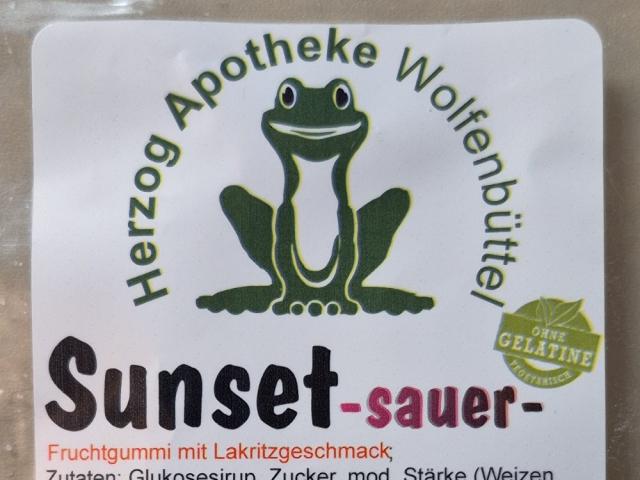 Herzog Apotheke Wolfenbüttel
OHNE
GELATINE
VEGETARISCH
Sunset-sauer-
Fruchtgummi mit Lakritzgeschmack;
Zutaten: Glukosesirup, Zucker, mod. Stärke (Weizen